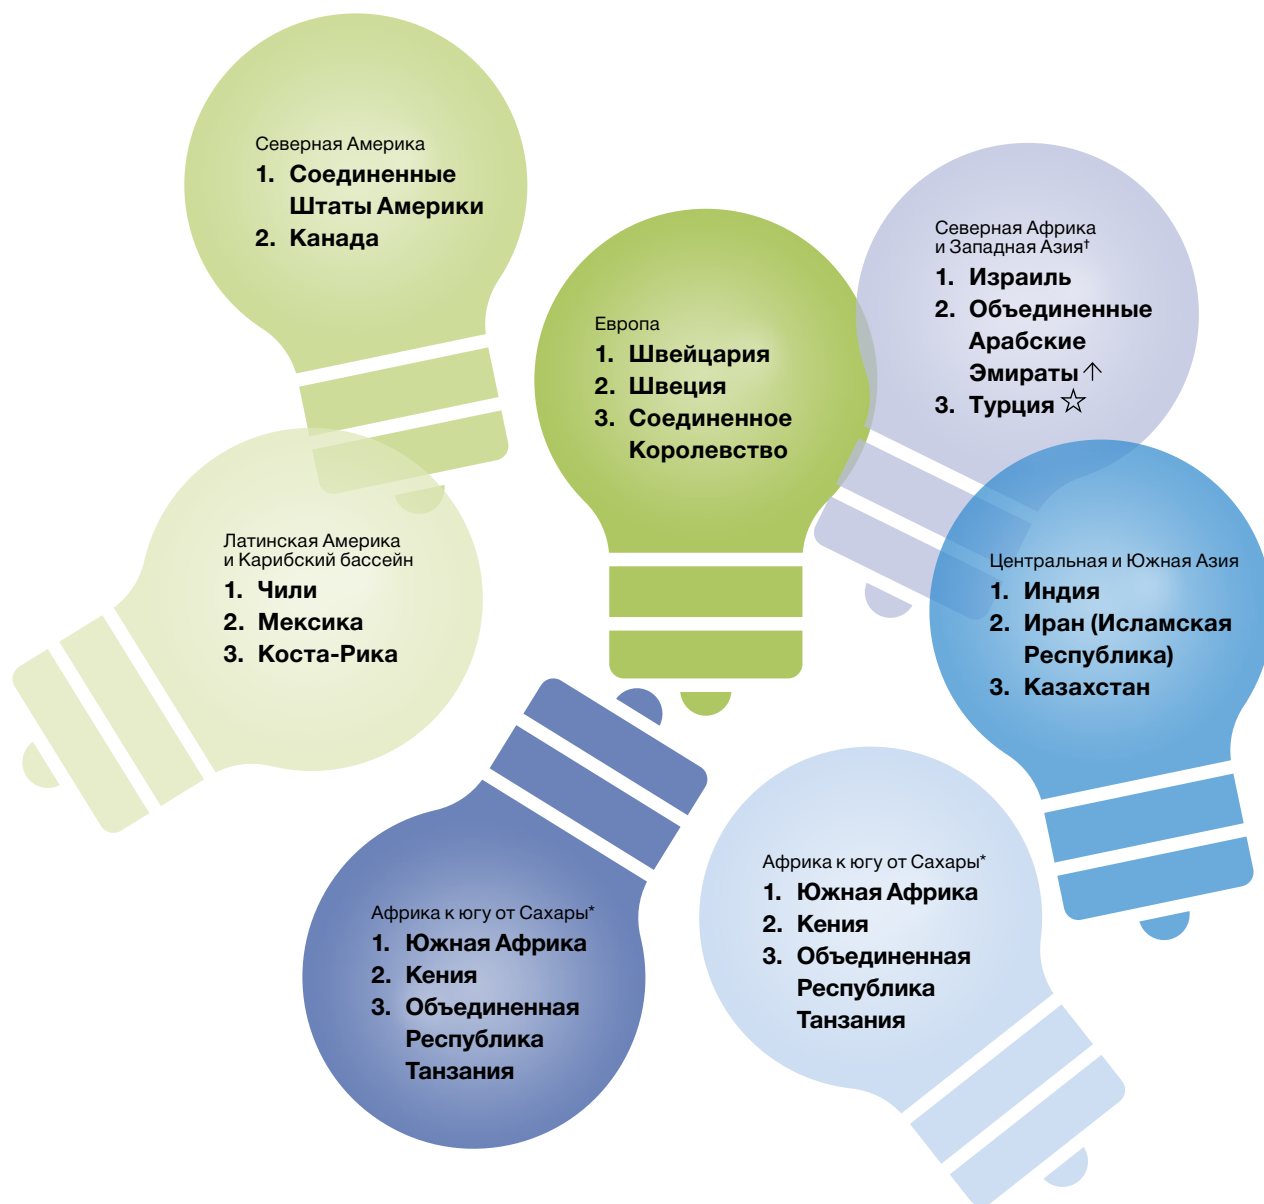 Северная Америка
1. Соединенные
Штаты Америки
2. Канада
Северная Африка
и Западная Азия†
1. Израиль
2. Объединенные
Арабские
Эмираты ↑
3. Турция ☆
Европа
1. Швейцария
2. Швеция
3. Соединенное
Королевство
Латинская Америка
и Карибский бассейн
1. Чили
2. Мексика
3. Коста-Рика
Центральная и Южная Азия
1. Индия
2. Иран (Исламская
Республика)
3. Казахстан
Африка к югу от Сахары*
1. Южная Африка
2. Кения
3. Объединенная
Республика
Танзания
Африка к югу от Сахары*
1. Южная Африка
2. Кения
3. Объединенная
Республика
Танзания